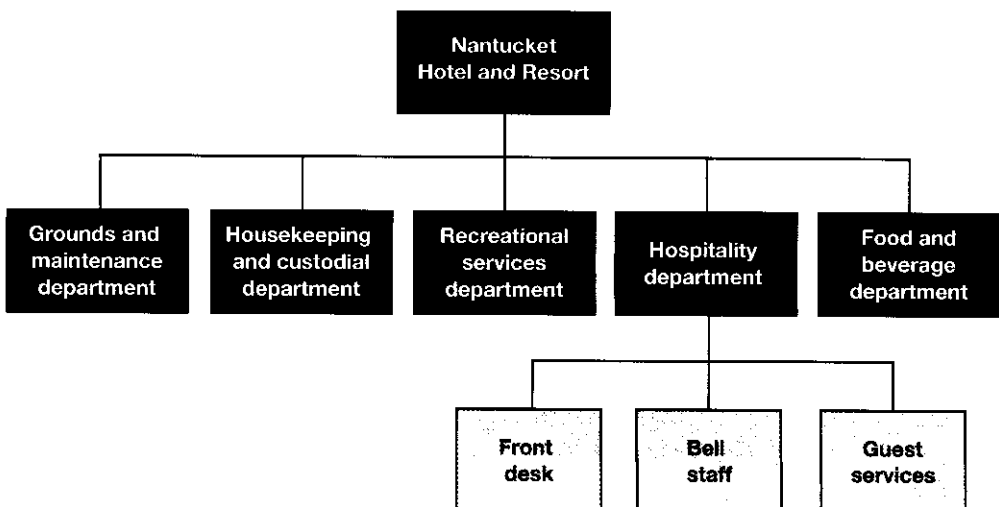 Nantucket
Hotel and Resort
Grounds and
maintenance
department
Housekeeping
and custodial
department
Recreational
services
department
Hospitality
department
Food and
beverage
department
Front
desk
Bell
staff
Guest
services